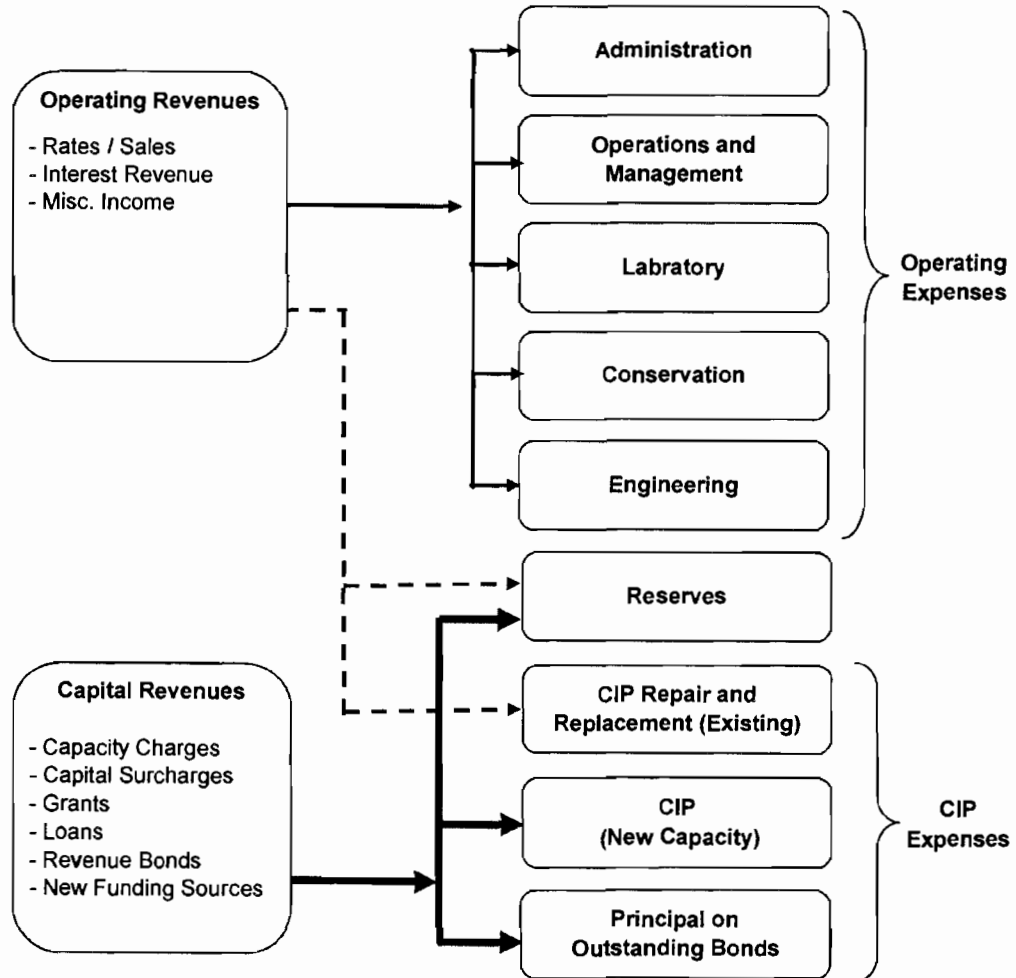 Operating Revenues
- Rates / Sales
- Interest Revenue
- Misc. Income
Administration
Operations and
Management
Labratory
Conservation
Engineering
Operating
Expenses
Reserves
Capital Revenues
- Capacity Charges
- Capital Surcharges
- Grants
- Loans
- Revenue Bonds
- New Funding Sources
CIP Repair and
Replacement (Existing)
CIP
(New Capacity)
Principal on
Outstanding Bonds
CIP
Expenses